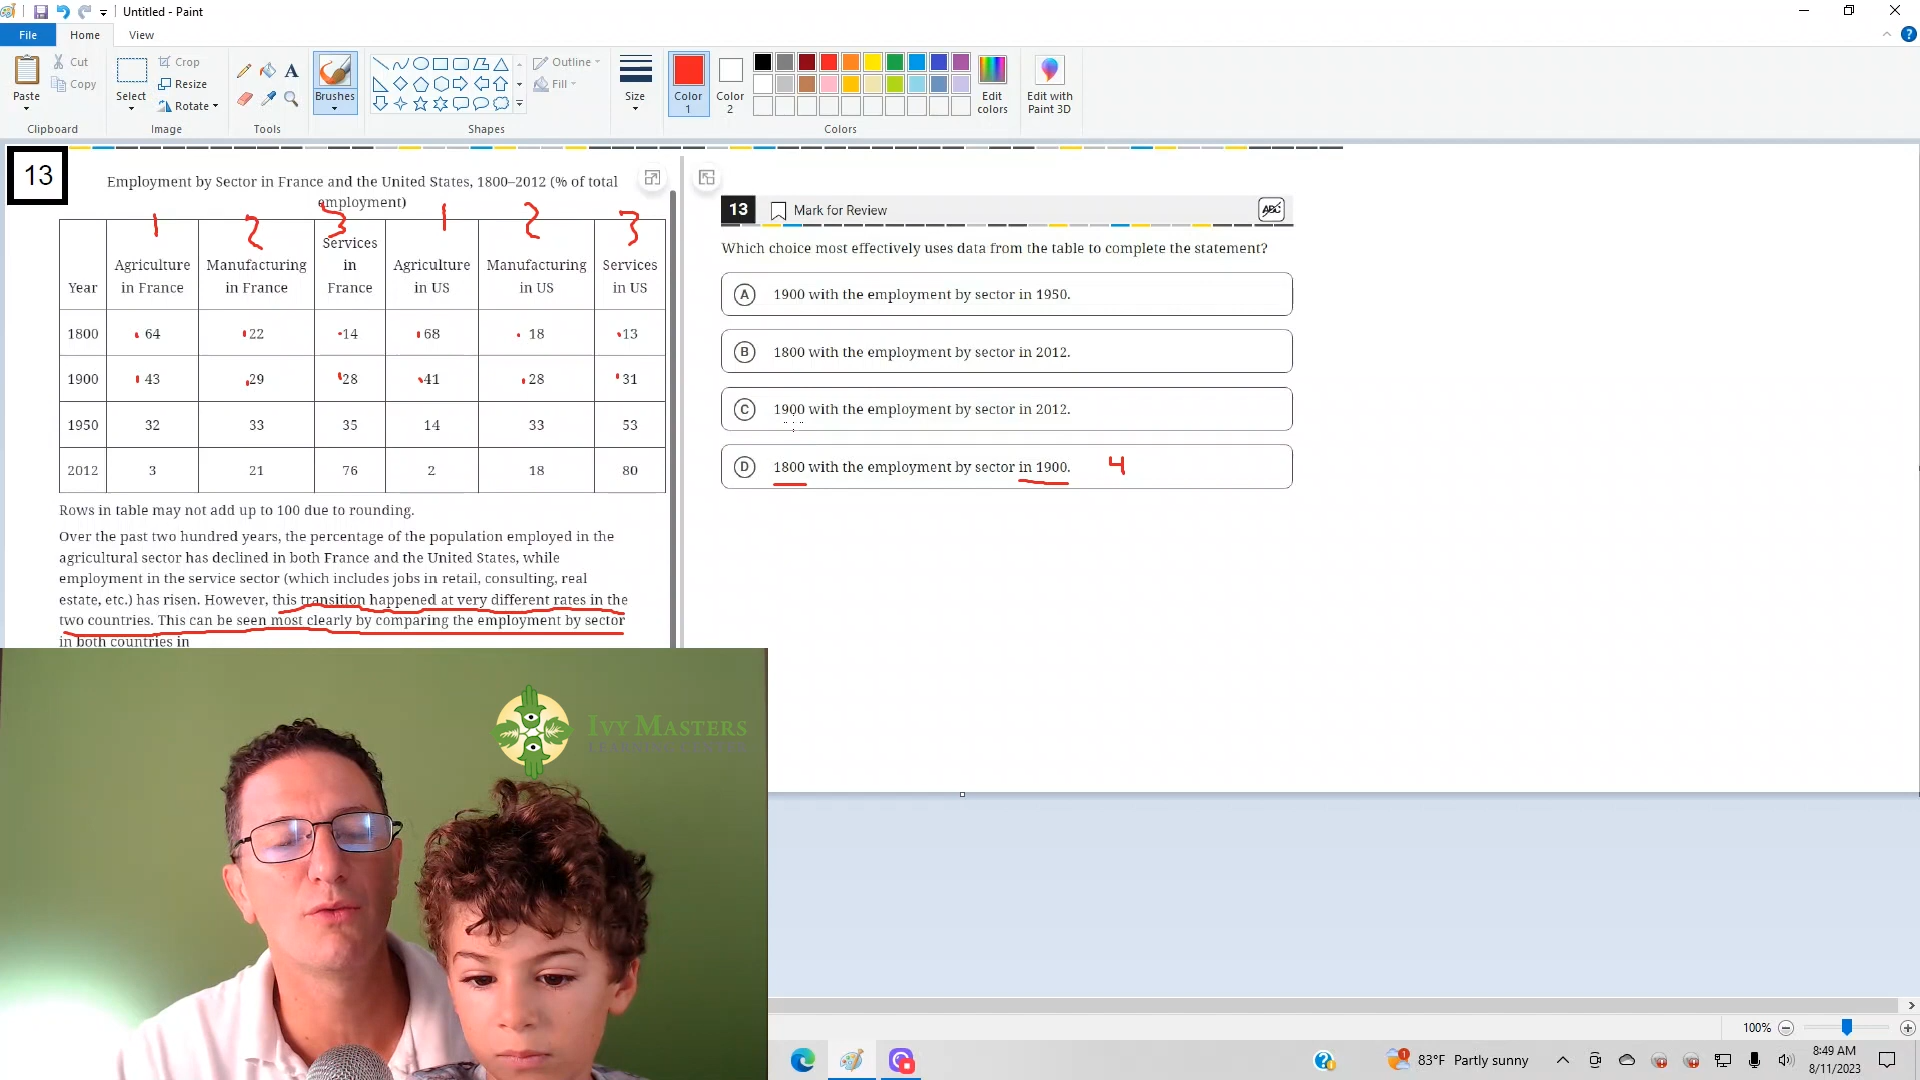 Untitled - Paint
File Home View
Paste Cut Copy Clipboard
Select Crop Resize Rotate Image
Tools
Brushes
Outline Fill Shapes
Size
Color 1 Color 2 Edit colors Edit with Paint 3D Colors
13
Employment by Sector in France and the United States, 1800–2012 (% of total
employment)
1 2 3 1 2 3
Year Agriculture in France Manufacturing in France Services in France Agriculture in US Manufacturing in US Services in US
1800 64 22 14 68 18 13
1900 43 29 28 41 28 31
1950 32 33 35 14 33 53
2012 3 21 76 2 18 80
Rows in table may not add up to 100 due to rounding.
Over the past two hundred years, the percentage of the population employed in the
agricultural sector has declined in both France and the United States, while
employment in the service sector (which includes jobs in retail, consulting, real
estate, etc.) has risen. However, this transition happened at very different rates in the
two countries. This can be seen most clearly by comparing the employment by sector
in both countries in
13 Mark for Review ABC
Which choice most effectively uses data from the table to complete the statement?
A 1900 with the employment by sector in 1950.
B 1800 with the employment by sector in 2012.
C 1900 with the employment by sector in 2012.
D 1800 with the employment by sector in 1900. 4
IVY MASTERS
100%
83°F Partly sunny
8:49 AM
8/11/2023